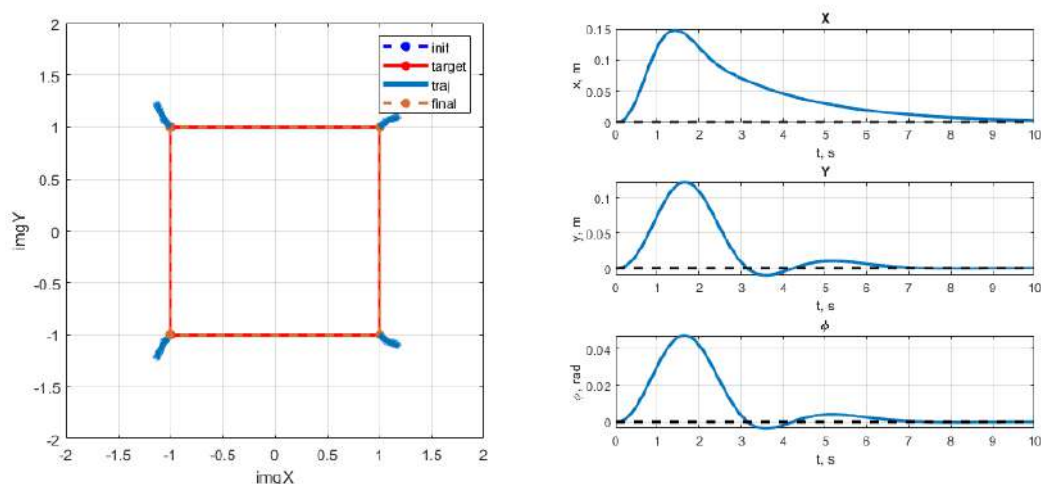 2
1.5
1
0.5
0
-0.5
-1
-1.5
-2
-2
-1.5
-1
-0.5
0
0.5
1
1.5
2
imgX
imgY
init
target
traj
final
X
0.15
0.1
0.05
0
x, m
0 1 2 3 4 5 6 7 8 9 10
t, s
Y
0.1
0.05
0
y, m
0 1 2 3 4 5 6 7 8 9 10
t, s
ϕ
0.04
0.02
0
ϕ, rad
0 1 2 3 4 5 6 7 8 9 10
t, s